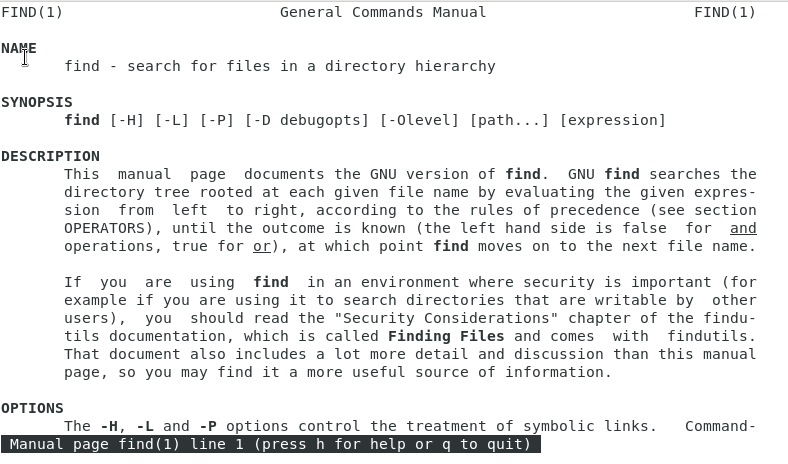 FIND(1)                        General Commands Manual                       FIND(1)
NAME
find - search for files in a directory hierarchy
SYNOPSIS
find [-H] [-L] [-P] [-D debugopts] [-Olevel] [path...] [expression]
DESCRIPTION
This  manual  page  documents the GNU version of find.  GNU find searches the
directory tree rooted at each given file name by evaluating the given expres-
sion  from  left  to right, according to the rules of precedence (see section
OPERATORS), until the outcome is known (the left hand side is false  for  and
operations, true for or), at which point find moves on to the next file name.
If  you  are  using  find  in an environment where security is important (for
example if you are using it to search directories that are writable by  other
users),  you  should read the "Security Considerations" chapter of the findu-
tils documentation, which is called Finding Files and comes  with  findutils.
That document also includes a lot more detail and discussion than this manual
page, so you may find it a more useful source of information.
OPTIONS
The -H, -L and -P options control the treatment of symbolic links.   Command-
Manual page find(1) line 1 (press h for help or q to quit)